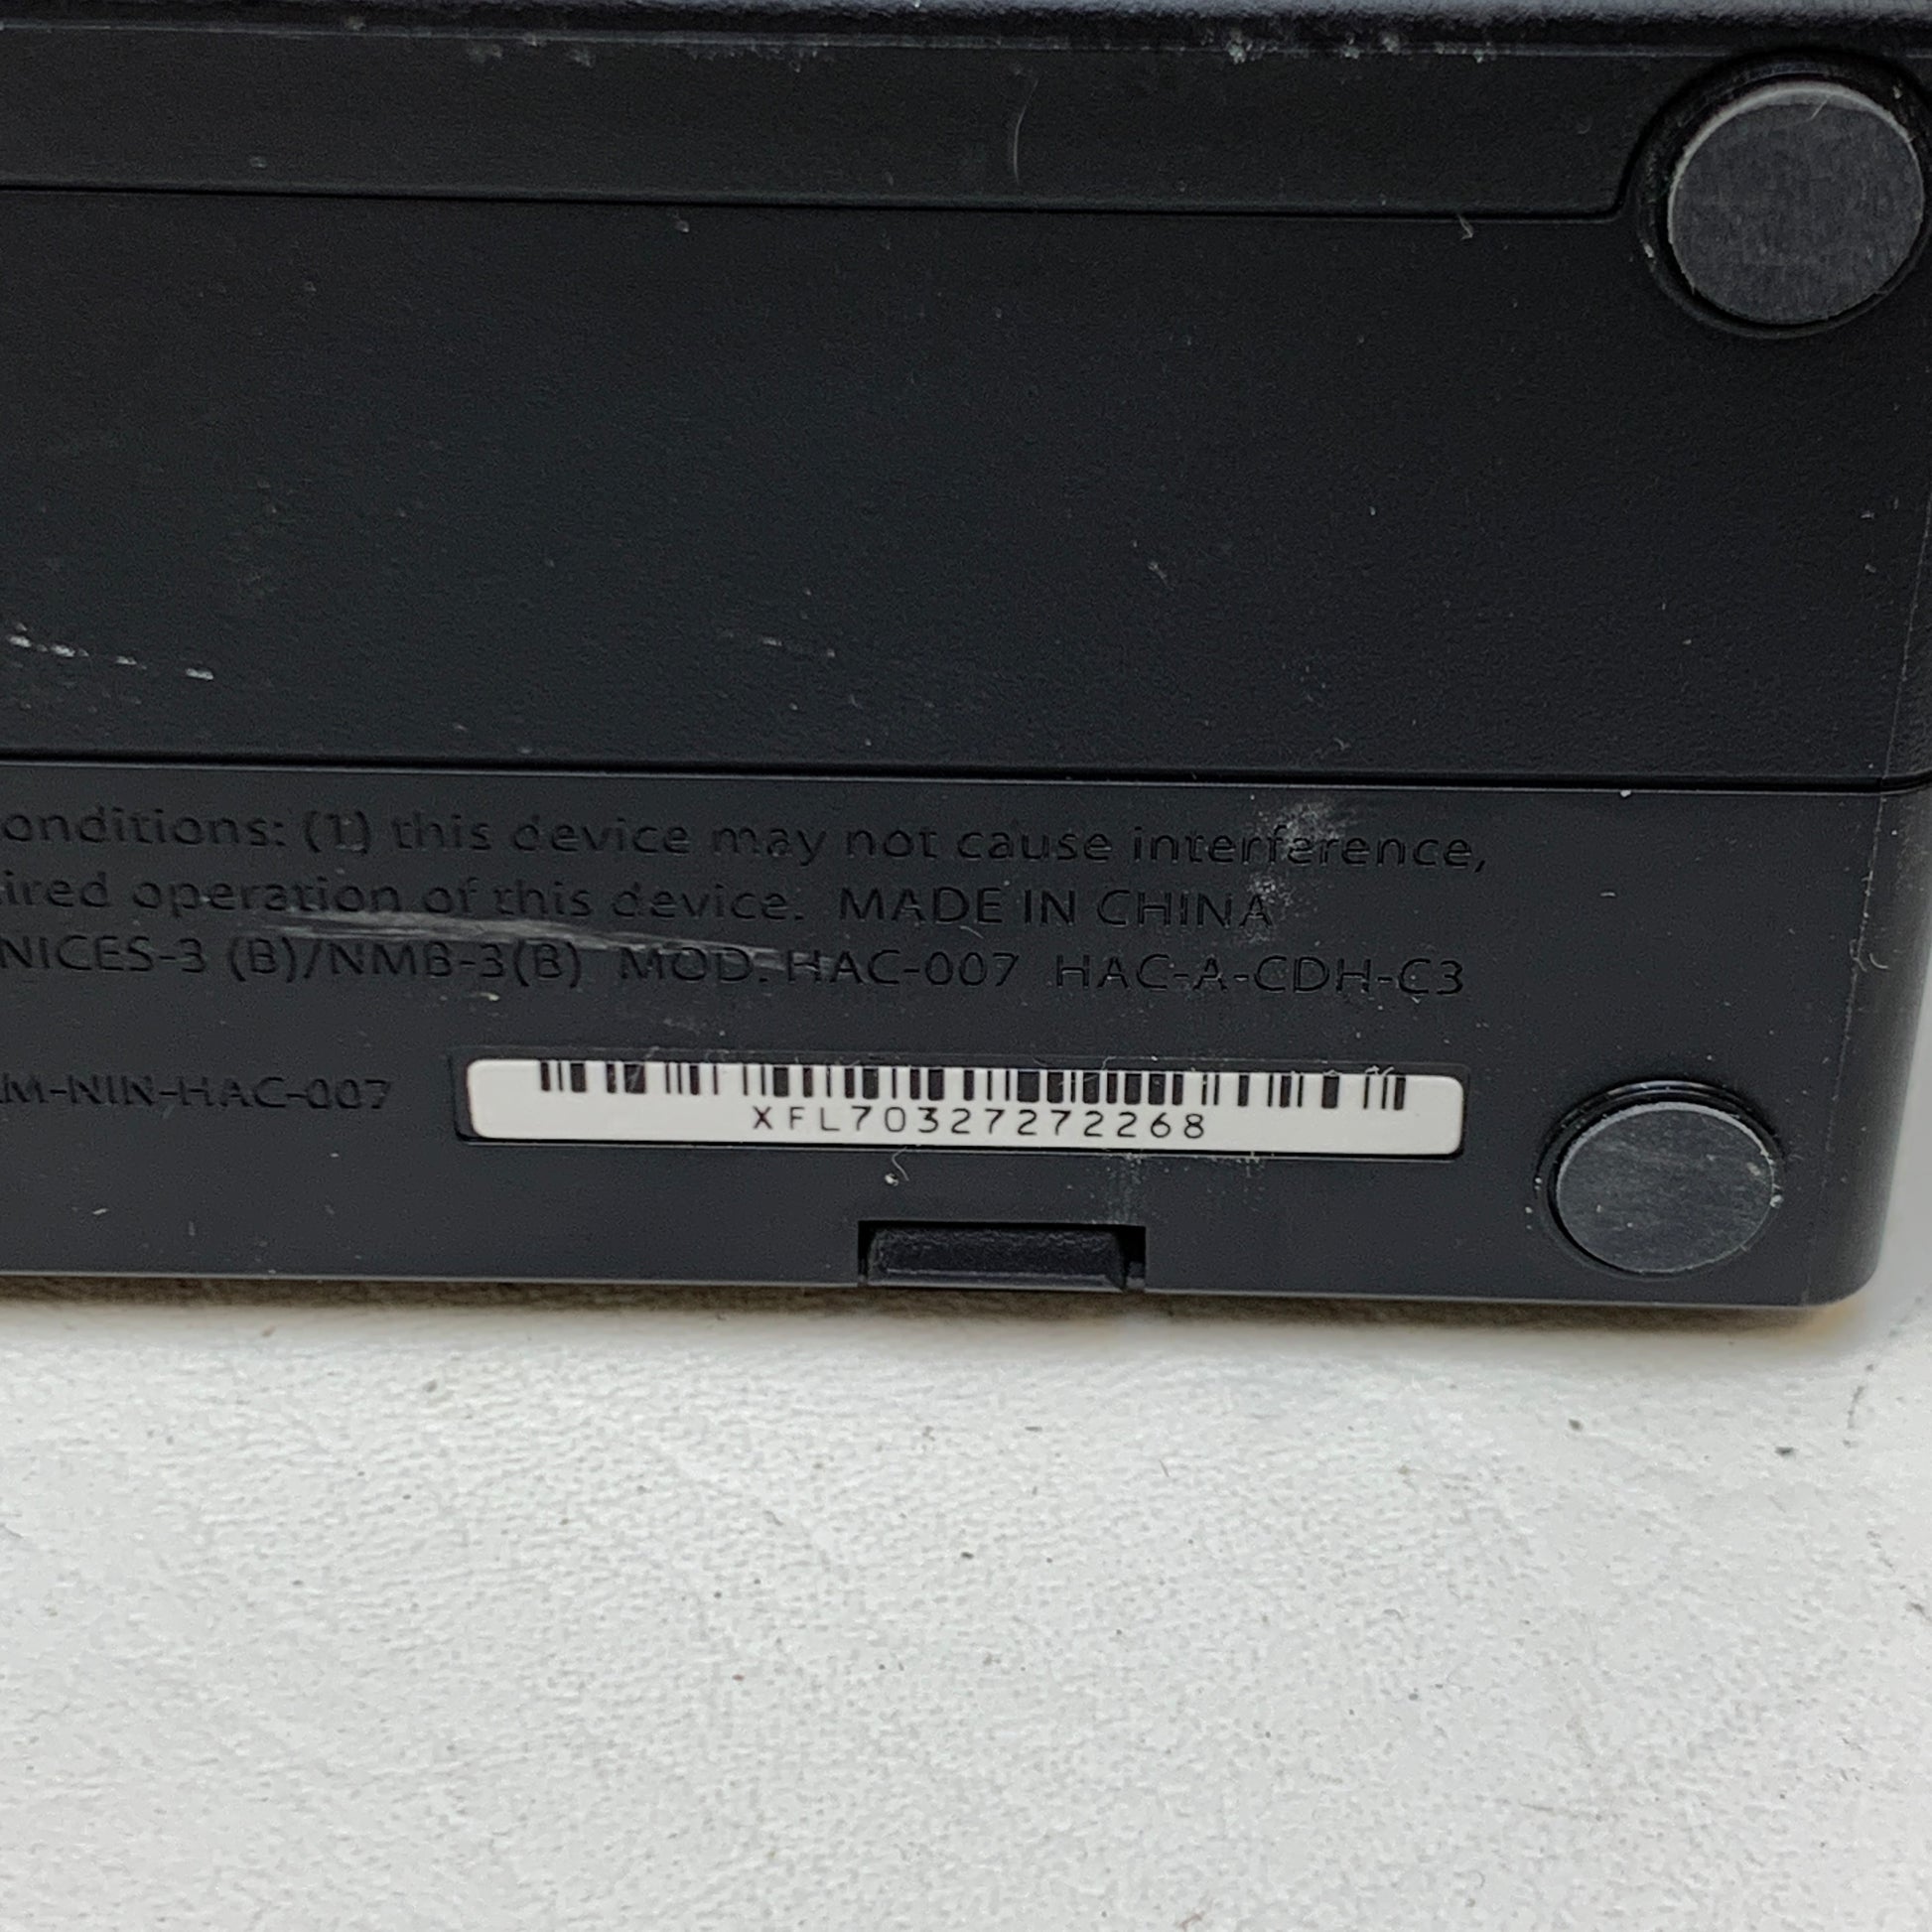 onditions: (1) this device may not cause interference,
ired operation of this device. MADE IN CHINA
NICES-3 (B)/NMB-3(B) MOD. HAC-007 HAC-A-CDH-C3
M-NIN-HAC-007
XFL70327272268